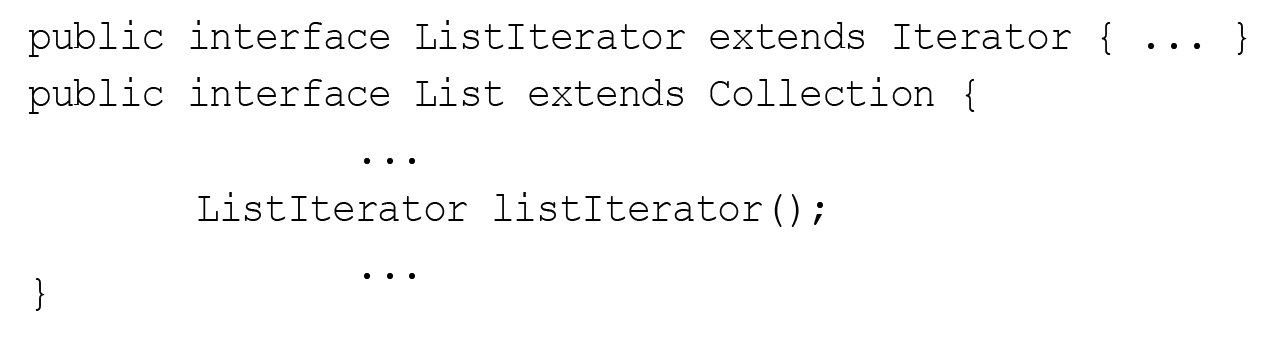 public interface ListIterator extends Iterator { ... }
public interface List extends Collection {
...
ListIterator listIterator();
...
}